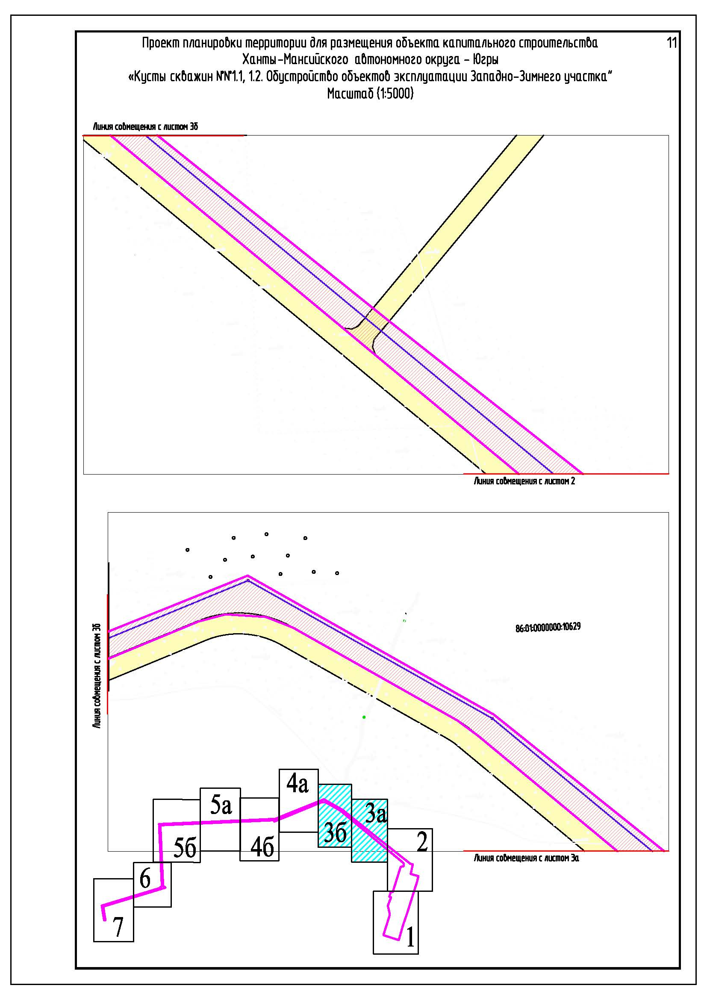 Проект планировки территории для размещения объекта капитального строительства
11
Ханты-Мансийского автономного округа - Югры
«Кусты скважин №№1.1, 1.2. Обустройство объектов эксплуатации Западно-Зимнего участка"
Масштаб (1:5000)
Линия совмещения с листом 3б
Линия совмещения с листом 2
86:01:0000000:10629
Линия совмещения с листом 3б
Линия совмещения с листом 3а
4а
5а
3а
3б
2
5б
4б
6
7
1